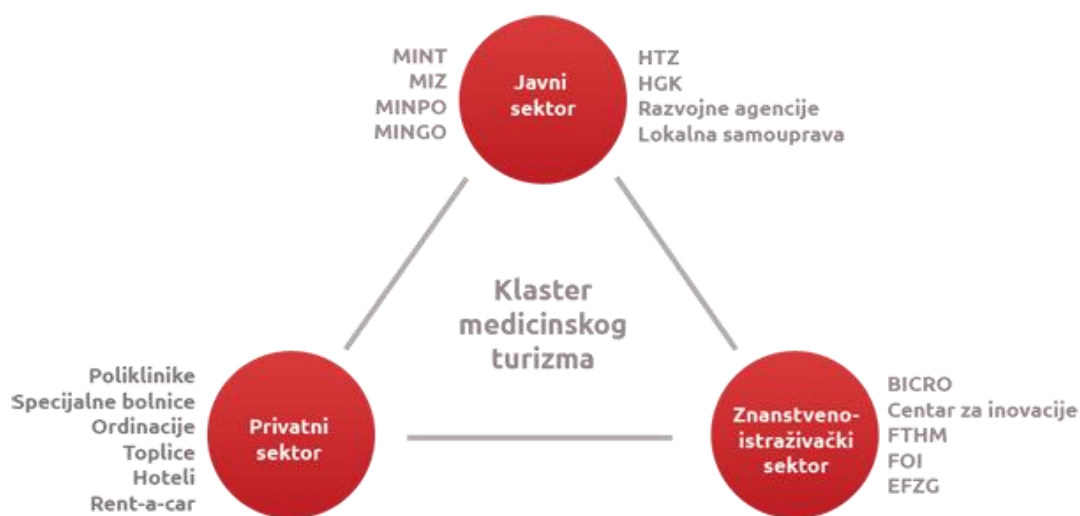 MINT
MIZ
MINPO
MINGO
Javni
sektor
HTZ
HGK
Razvojne agencije
Lokalna samouprava
Klaster
medicinskog
turizma
Poliklinike
Specijalne bolnice
Ordinacije
Toplice
Hoteli
Rent-a-car
Privatni
sektor
Znanstveno-
istraživački
sektor
BICRO
Centar za inovacije
FTHM
FOI
EFZG